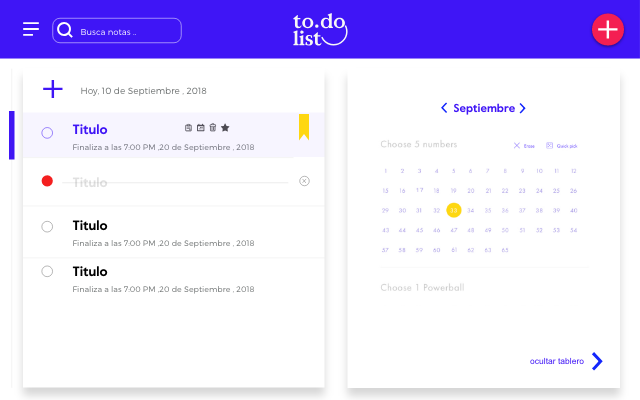 Busca notas ..
to.do
list
Hoy, 10 de Septiembre , 2018
Titulo
Finaliza a las 7:00 PM ,20 de Septiembre , 2018
Titulo
Titulo
Finaliza a las 7:00 PM ,20 de Septiembre , 2018
Titulo
Finaliza a las 7:00 PM ,20 de Septiembre , 2018
Septiembre
Choose 5 numbers
Erase
Quick pick
1 2 3 4 5 6 7 8 9 10 11 12
15 16 17 18 19 20 21 22 23 24 25 26
29 30 31 32 33 34 35 36 37 38 39 40
43 44 45 46 47 48 49 50 51 52 53 54
57 58 59 60 61 62 63 65
Choose 1 Powerball
ocultar tablero